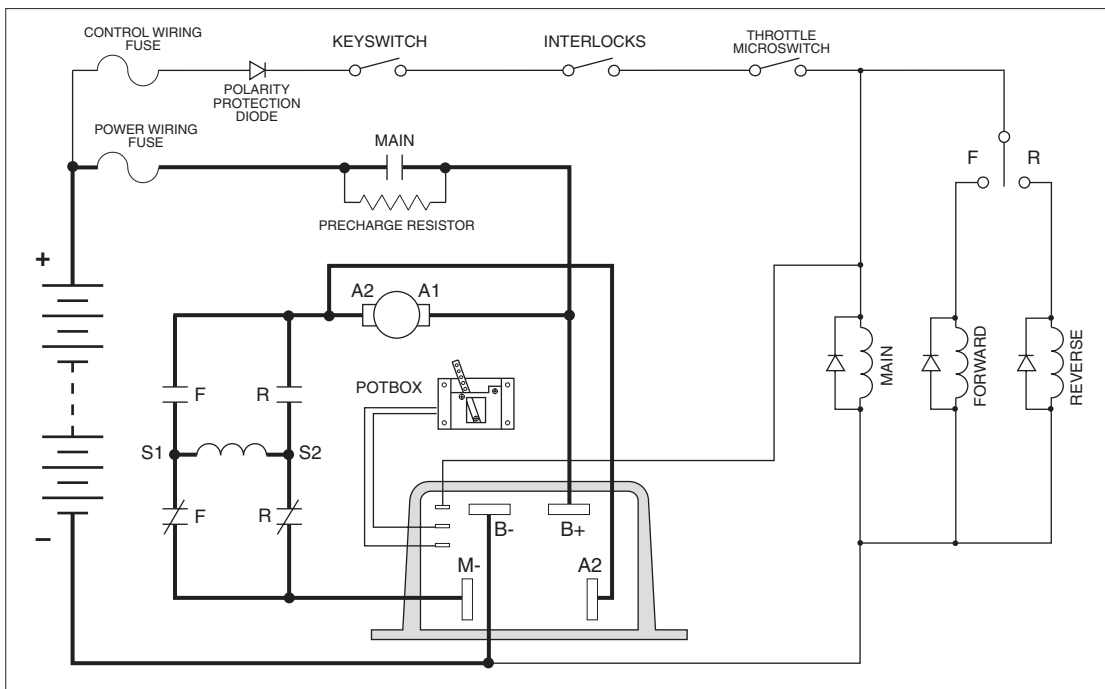 CONTROL WIRING
FUSE
KEYSWITCH
INTERLOCKS
THROTTLE
MICROSWITCH
POLARITY
PROTECTION
DIODE
POWER WIRING
FUSE
MAIN
F
R
PRECHARGE RESISTOR
+
A2
A1
MAIN
FORWARD
REVERSE
POTBOX
F
R
S1
S2
F
R
B-
B+
–
M-
A2